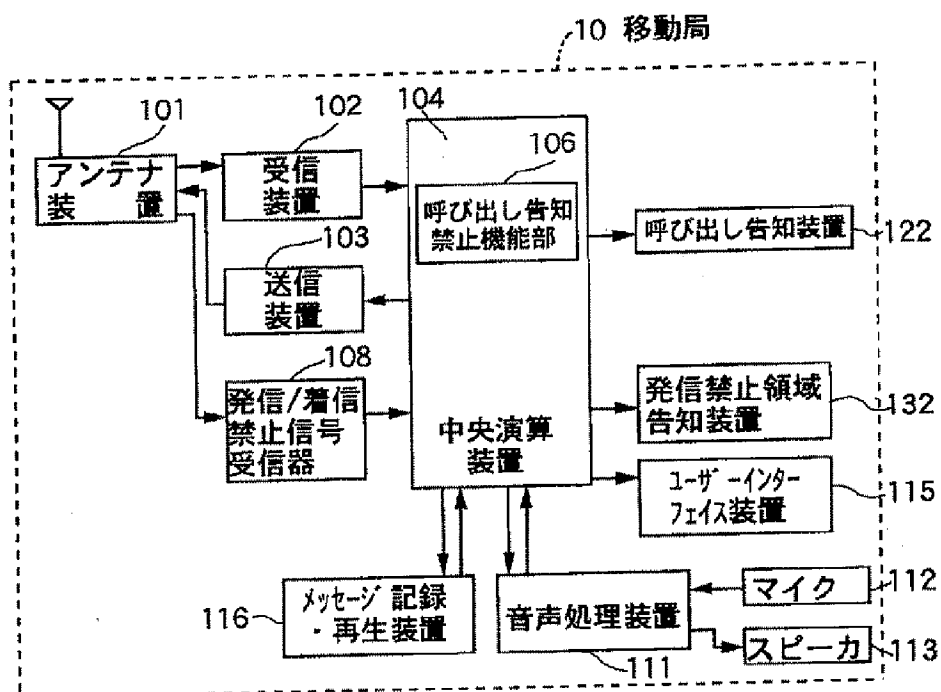 10 移動局
101
アンテナ
装 置
102
受信
装置
103
送信
装置
108
発信/着信
禁止信号
受信器
104
106
呼び出し告知
禁止機能部
中央演算
装置
呼び出し告知装置
122
発信禁止領域
告知装置
132
ユーザーインター
フェイス装置
115
メッセージ記録
・再生装置
116
音声処理装置
111
マイク
112
スピーカ
113